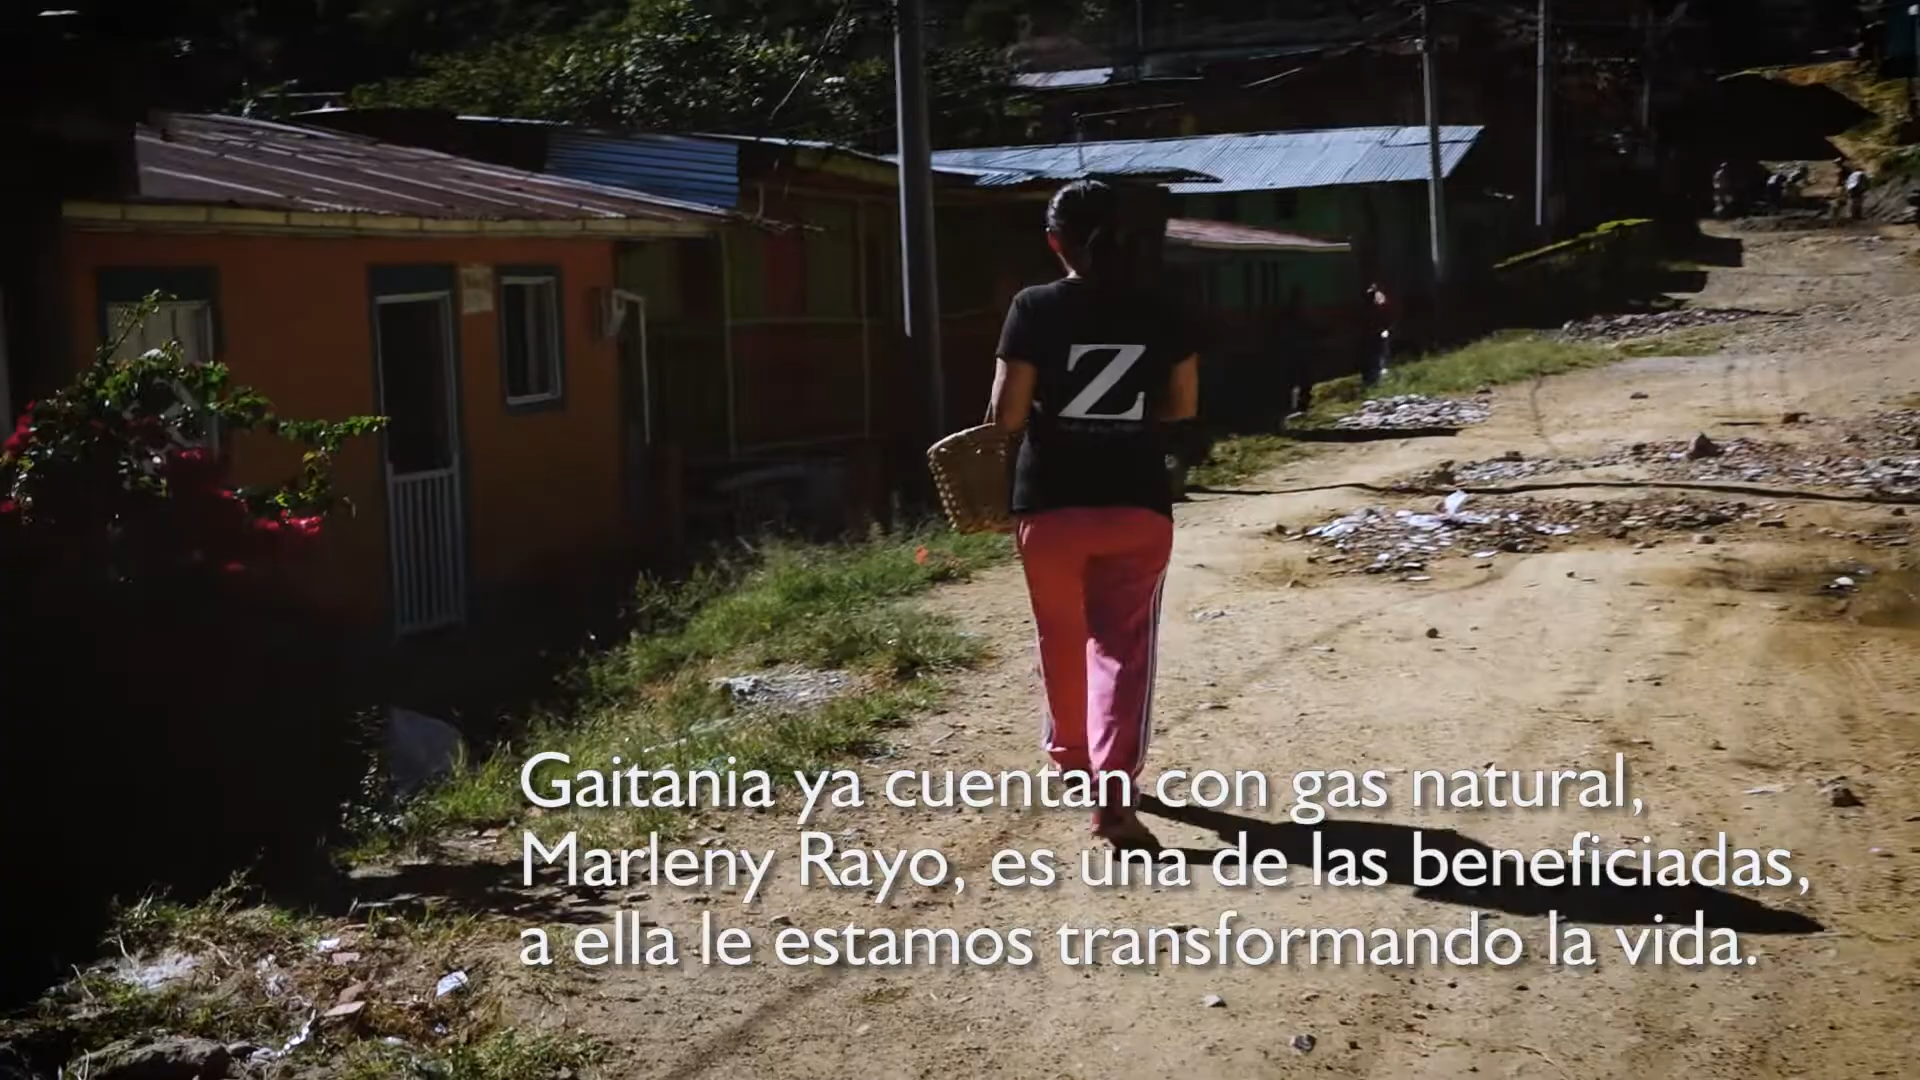 Z
Gaitania ya cuentan con gas natural,
Marleny Rayo, es una de las beneficiadas,
a ella le estamos transformando la vida.